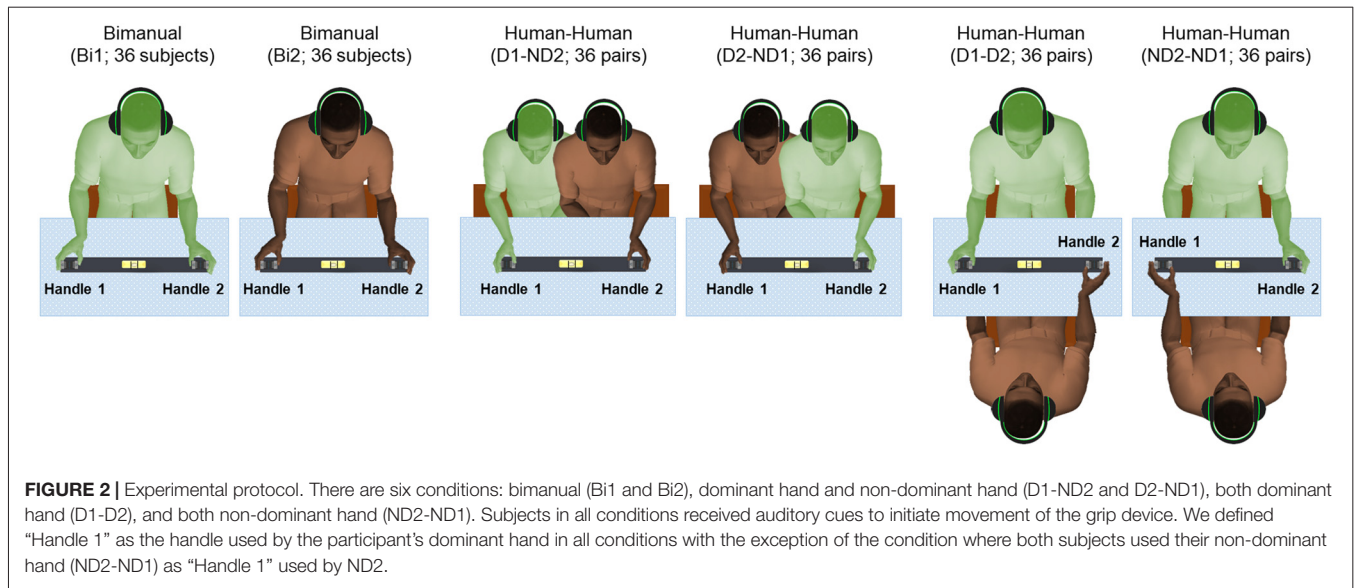 Bimanual
(Bi1; 36 subjects)
Bimanual
(Bi2; 36 subjects)
Human-Human
(D1-ND2; 36 pairs)
Human-Human
(D2-ND1; 36 pairs)
Human-Human
(D1-D2; 36 pairs)
Human-Human
(ND2-ND1; 36 pairs)
Handle 1
Handle 2
Handle 1
Handle 2
Handle 1
Handle 2
Handle 1
Handle 2
Handle 2
Handle 1
Handle 1
Handle 2
FIGURE 2 | Experimental protocol. There are six conditions: bimanual (Bi1 and Bi2), dominant hand and non-dominant hand (D1-ND2 and D2-ND1), both dominant
hand (D1-D2), and both non-dominant hand (ND2-ND1). Subjects in all conditions received auditory cues to initiate movement of the grip device. We defined
“Handle 1” as the handle used by the participant’s dominant hand in all conditions with the exception of the condition where both subjects used their non-dominant
hand (ND2-ND1) as “Handle 1” used by ND2.